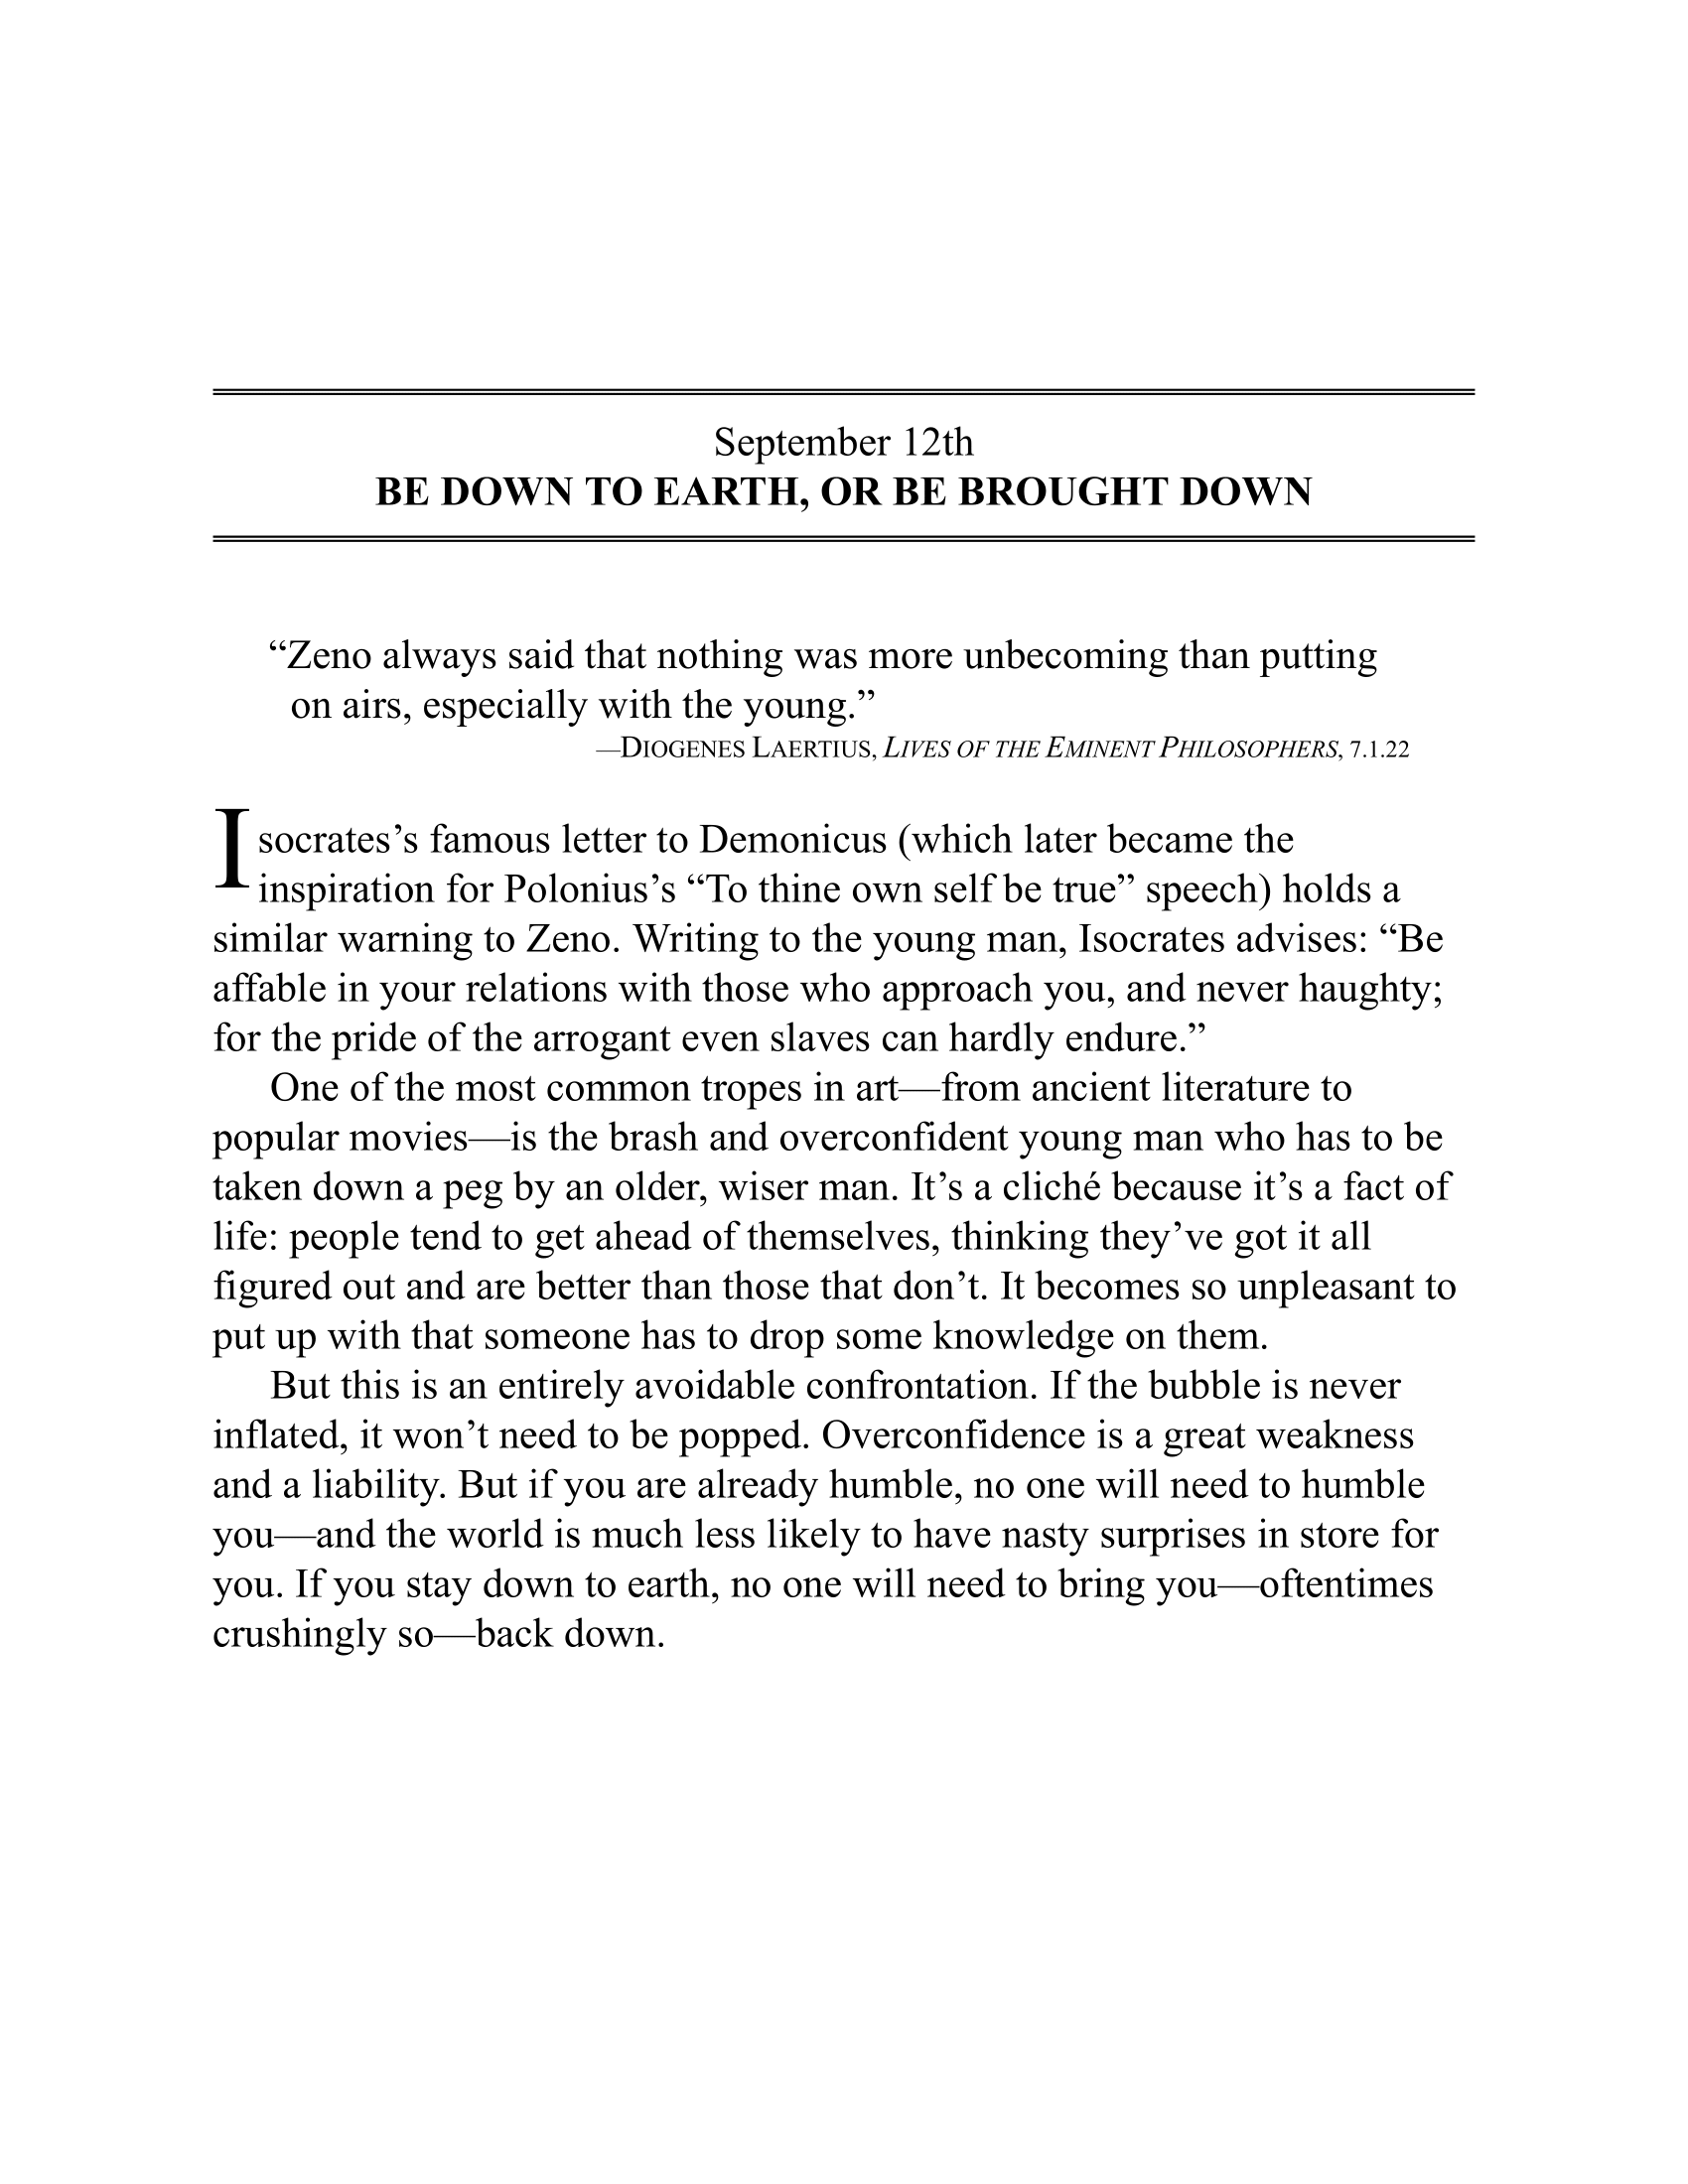 September 12th
BE DOWN TO EARTH, OR BE BROUGHT DOWN
“Zeno always said that nothing was more unbecoming than putting
on airs, especially with the young.”
—DIOGENES LAERTIUS, LIVES OF THE EMINENT PHILOSOPHERS, 7.1.22
Isocrates’s famous letter to Demonicus (which later became the
inspiration for Polonius’s “To thine own self be true” speech) holds a
similar warning to Zeno. Writing to the young man, Isocrates advises: “Be
affable in your relations with those who approach you, and never haughty;
for the pride of the arrogant even slaves can hardly endure.”
One of the most common tropes in art—from ancient literature to
popular movies—is the brash and overconfident young man who has to be
taken down a peg by an older, wiser man. It’s a cliché because it’s a fact of
life: people tend to get ahead of themselves, thinking they’ve got it all
figured out and are better than those that don’t. It becomes so unpleasant to
put up with that someone has to drop some knowledge on them.
But this is an entirely avoidable confrontation. If the bubble is never
inflated, it won’t need to be popped. Overconfidence is a great weakness
and a liability. But if you are already humble, no one will need to humble
you—and the world is much less likely to have nasty surprises in store for
you. If you stay down to earth, no one will need to bring you—oftentimes
crushingly so—back down.